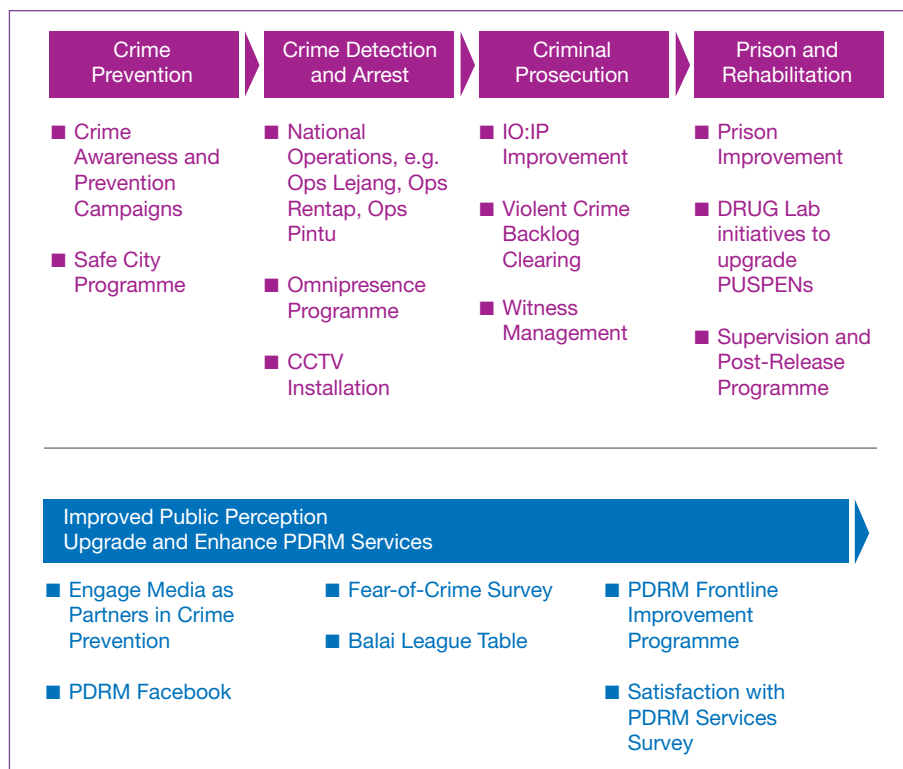 Crime
Prevention
Crime Detection
and Arrest
Criminal
Prosecution
Prison and
Rehabilitation
■ Crime
Awareness and
Prevention
Campaigns
■ Safe City
Programme
■ National
Operations, e.g.
Ops Lejang, Ops
Rentap, Ops
Pintu
■ Omnipresence
Programme
■ CCTV
Installation
■ IO:IP
Improvement
■ Violent Crime
Backlog
Clearing
■ Witness
Management
■ Prison
Improvement
■ DRUG Lab
initiatives to
upgrade
PUSPENs
■ Supervision and
Post-Release
Programme
Improved Public Perception
Upgrade and Enhance PDRM Services
■ Engage Media as
Partners in Crime
Prevention
■ PDRM Facebook
■ Fear-of-Crime Survey
■ Balai League Table
■ PDRM Frontline
Improvement
Programme
■ Satisfaction with
PDRM Services
Survey